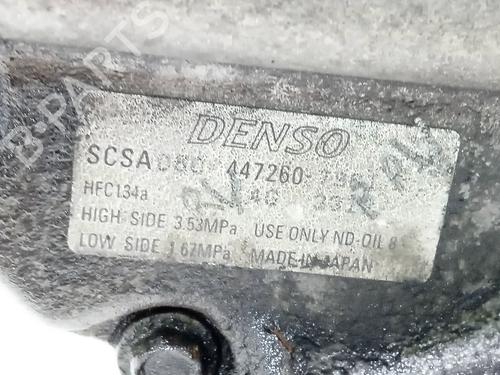 B-PARTS
DENSO
SCSA 447260
HFC134a
HIGH SIDE 3.53MPa USE ONLY ND-OIL 8
LOW SIDE 1.67MPa MADE IN JAPAN